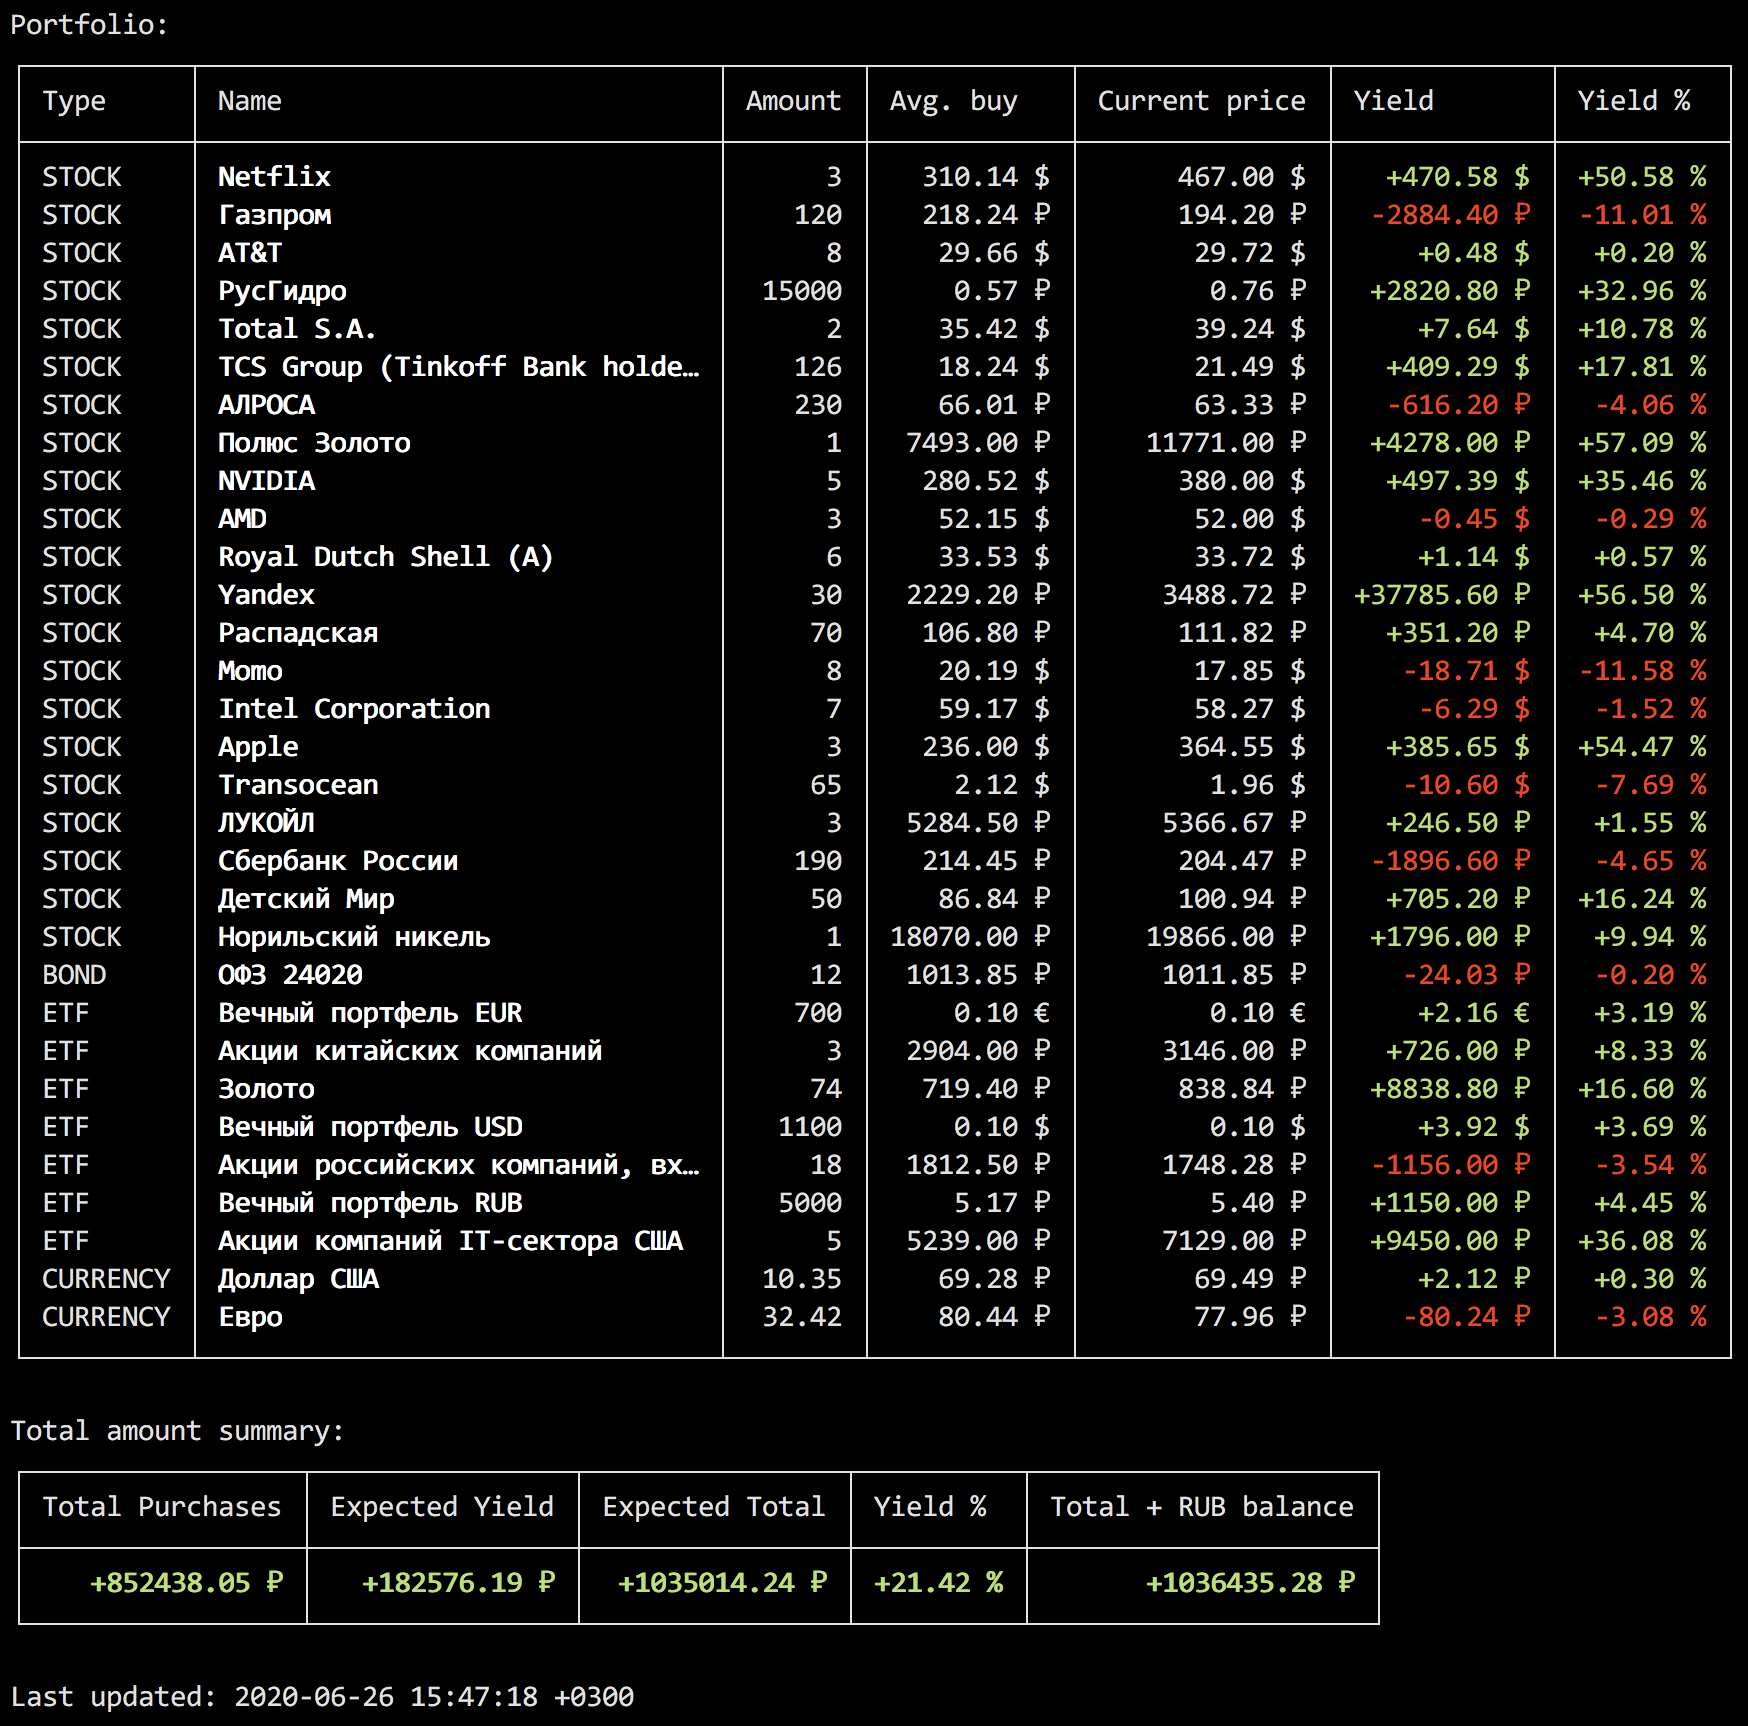 Portfolio:
Type Name Amount Avg. buy Current price Yield Yield %
STOCK Netflix 3 310.14 $ 467.00 $ +470.58 $ +50.58 %
STOCK Газпром 120 218.24 ₽ 194.20 ₽ -2884.40 ₽ -11.01 %
STOCK AT&T 8 29.66 $ 29.72 $ +0.48 $ +0.20 %
STOCK РусГидро 15000 0.57 ₽ 0.76 ₽ +2820.80 ₽ +32.96 %
STOCK Total S.A. 2 35.42 $ 39.24 $ +7.64 $ +10.78 %
STOCK TCS Group (Tinkoff Bank holde… 126 18.24 $ 21.49 $ +409.29 $ +17.81 %
STOCK АЛРОСА 230 66.01 ₽ 63.33 ₽ -616.20 ₽ -4.06 %
STOCK Полюс Золото 1 7493.00 ₽ 11771.00 ₽ +4278.00 ₽ +57.09 %
STOCK NVIDIA 5 280.52 $ 380.00 $ +497.39 $ +35.46 %
STOCK AMD 3 52.15 $ 52.00 $ -0.45 $ -0.29 %
STOCK Royal Dutch Shell (A) 6 33.53 $ 33.72 $ +1.14 $ +0.57 %
STOCK Yandex 30 2229.20 ₽ 3488.72 ₽ +37785.60 ₽ +56.50 %
STOCK Распадская 70 106.80 ₽ 111.82 ₽ +351.20 ₽ +4.70 %
STOCK Momo 8 20.19 $ 17.85 $ -18.71 $ -11.58 %
STOCK Intel Corporation 7 59.17 $ 58.27 $ -6.29 $ -1.52 %
STOCK Apple 3 236.00 $ 364.55 $ +385.65 $ +54.47 %
STOCK Transocean 65 2.12 $ 1.96 $ -10.60 $ -7.69 %
STOCK ЛУКОЙЛ 3 5284.50 ₽ 5366.67 ₽ +246.50 ₽ +1.55 %
STOCK Сбербанк России 190 214.45 ₽ 204.47 ₽ -1896.60 ₽ -4.65 %
STOCK Детский Мир 50 86.84 ₽ 100.94 ₽ +705.20 ₽ +16.24 %
STOCK Норильский никель 1 18070.00 ₽ 19866.00 ₽ +1796.00 ₽ +9.94 %
BOND ОФЗ 24020 12 1013.85 ₽ 1011.85 ₽ -24.03 ₽ -0.20 %
ETF Вечный портфель EUR 700 0.10 € 0.10 € +2.16 € +3.19 %
ETF Акции китайских компаний 3 2904.00 ₽ 3146.00 ₽ +726.00 ₽ +8.33 %
ETF Золото 74 719.40 ₽ 838.84 ₽ +8838.80 ₽ +16.60 %
ETF Вечный портфель USD 1100 0.10 $ 0.10 $ +3.92 $ +3.69 %
ETF Акции российских компаний, вх… 18 1812.50 ₽ 1748.28 ₽ -1156.00 ₽ -3.54 %
ETF Вечный портфель RUB 5000 5.17 ₽ 5.40 ₽ +1150.00 ₽ +4.45 %
ETF Акции компаний IT-сектора США 5 5239.00 ₽ 7129.00 ₽ +9450.00 ₽ +36.08 %
CURRENCY Доллар США 10.35 69.28 ₽ 69.49 ₽ +2.12 ₽ +0.30 %
CURRENCY Евро 32.42 80.44 ₽ 77.96 ₽ -80.24 ₽ -3.08 %
Total amount summary:
Total Purchases Expected Yield Expected Total Yield % Total + RUB balance
+852438.05 ₽ +182576.19 ₽ +1035014.24 ₽ +21.42 % +1036435.28 ₽
Last updated: 2020-06-26 15:47:18 +0300